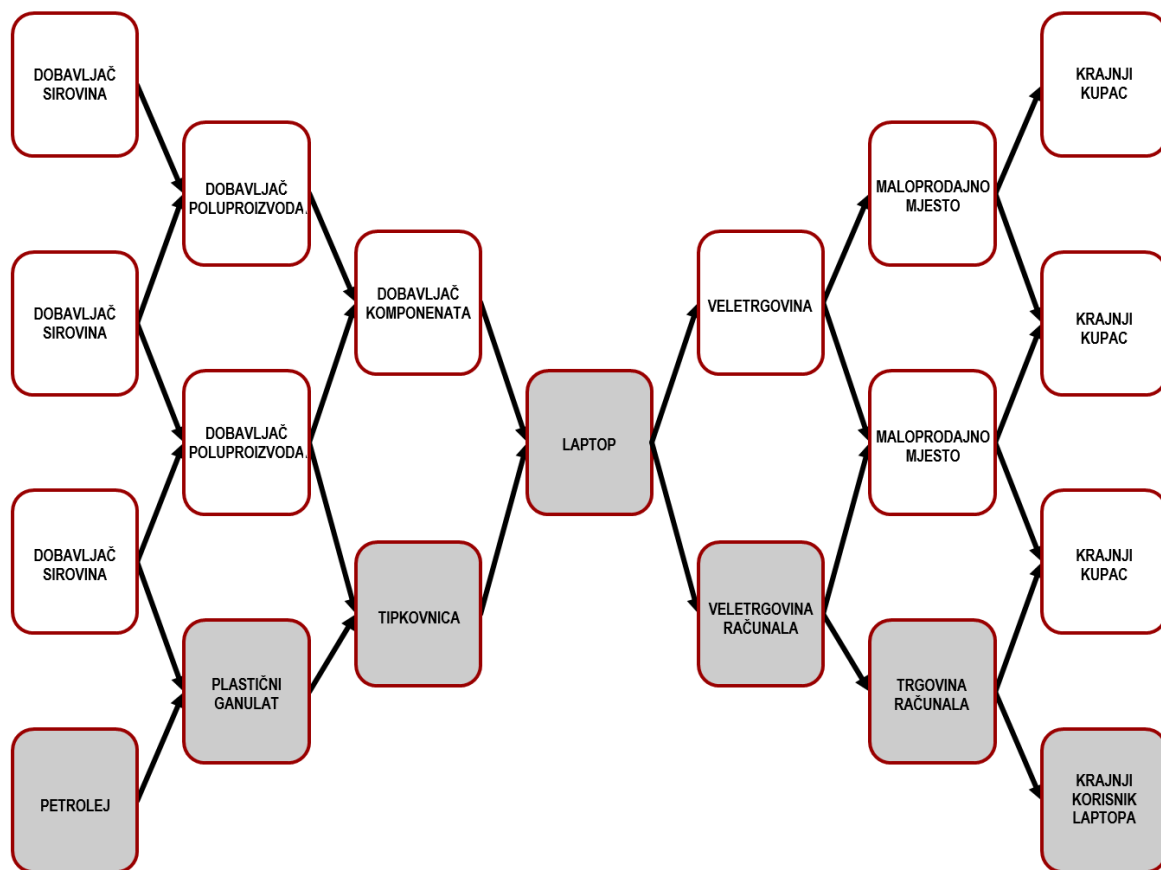 DOBAVLJAČ
SIROVINA
DOBAVLJAČ
SIROVINA
DOBAVLJAČ
SIROVINA
PETROLEJ
DOBAVLJAČ
POLUPROIZVODA.
DOBAVLJAČ
POLUPROIZVODA.
PLASTIČNI
GANULAT
DOBAVLJAČ
KOMPONENATA
TIPKOVNICA
LAPTOP
VELETRGOVINA
VELETRGOVINA
RAČUNALA
MALOPRODAJNO
MJESTO
MALOPRODAJNO
MJESTO
TRGOVINA
RAČUNALA
KRAJNJI
KUPAC
KRAJNJI
KUPAC
KRAJNJI
KUPAC
KRAJNJI
KORISNIK
LAPTOPA